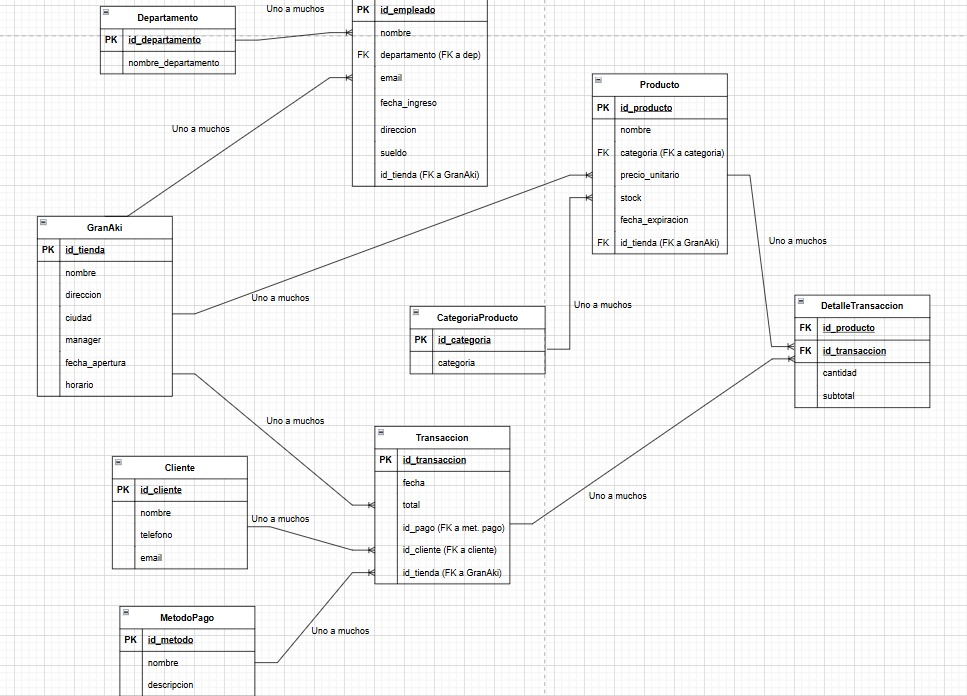 Departamento
PK id_departamento
nombre_departamento
Uno a muchos
PK id_empleado
nombre
FK departamento (FK a dep)
email
fecha_ingreso
direccion
sueldo
id_tienda (FK a GranAki)
Uno a muchos
Producto
PK id_producto
nombre
FK categoria (FK a categoria)
precio_unitario
stock
fecha_expiracion
FK id_tienda (FK a GranAki)
GranAki
PK id_tienda
nombre
direccion
ciudad
manager
fecha_apertura
horario
Uno a muchos
Uno a muchos
Uno a muchos
CategoriaProducto
PK id_categoria
categoria
DetalleTransaccion
FK id_producto
FK id_transaccion
cantidad
subtotal
Uno a muchos
Transaccion
PK id_transaccion
fecha
total
id_pago (FK a met. pago)
id_cliente (FK a cliente)
id_tienda (FK a GranAki)
Cliente
PK id_cliente
nombre
telefono
email
Uno a muchos
Uno a muchos
MetodoPago
PK id_metodo
nombre
descripcion
Uno a muchos